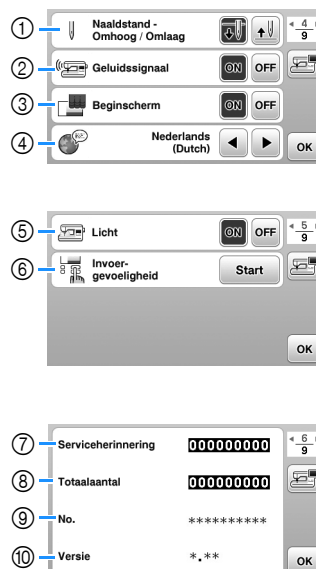 ① Naaldstand -
Omhoog / Omlaag
4
9
② Geluidssignaal ON OFF
③ Beginscherm ON OFF
④ Nederlands
(Dutch)
OK
⑤ Licht ON OFF
5
9
⑥ Invoer-
gevoeligheid Start
OK
⑦ Serviceherinnering 000000000
6
9
⑧ Totaalaantal 000000000
⑨ No. **********
⑩ Versie *.**
OK